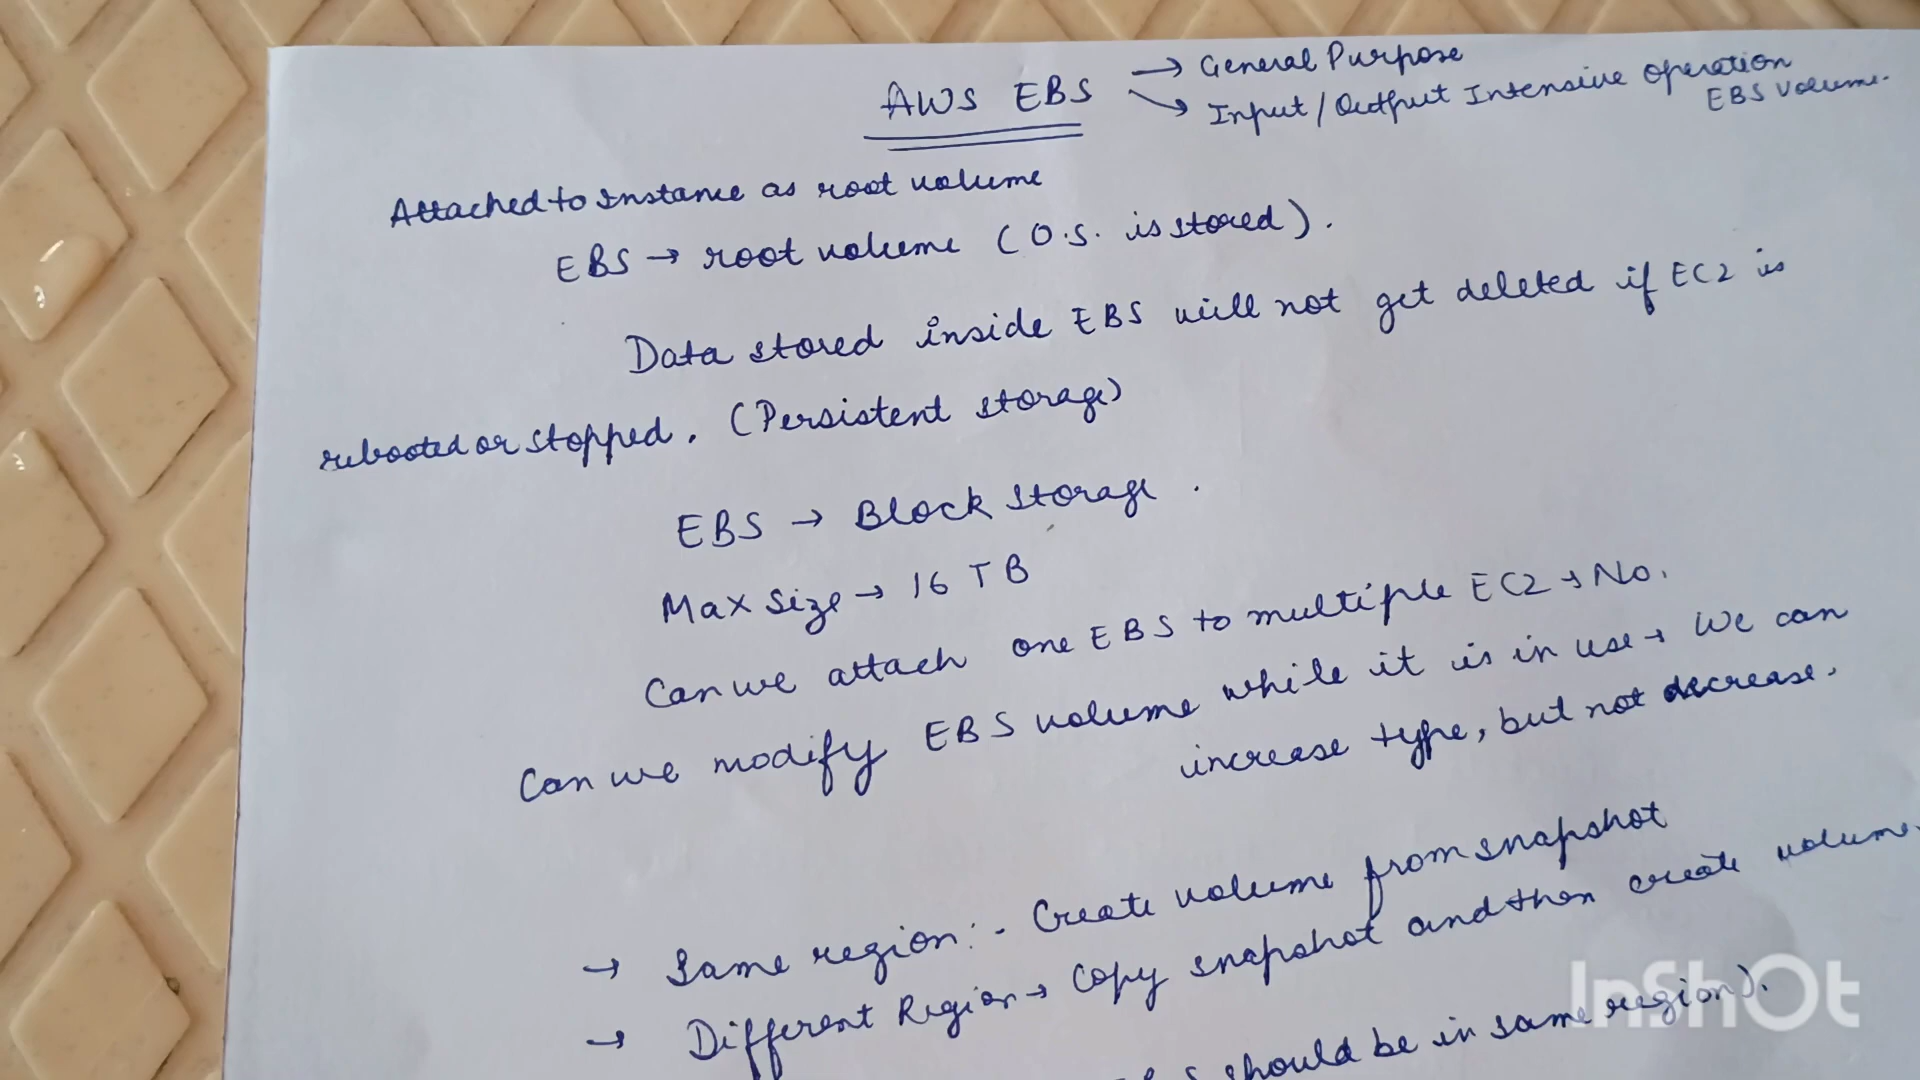 AWS EBS → General Purpose
→ Input / Output Intensive operation
EBS volume.
Attached to Instance as root volume
EBS → root volume (O.S. is stored).
Data stored inside EBS will not get deleted if EC2 is
rebooted or stopped. (Persistent storage)
EBS → Block Storage.
Max Size → 16 TB
Can we attach one EBS to multiple EC2 → No.
Can we modify EBS volume while it is in use → We can
increase type, but not decrease.
→ Same region:- Create volume from snapshot
→ Different Region → Copy snapshot and then create volume.
should be in same region).
InShOt